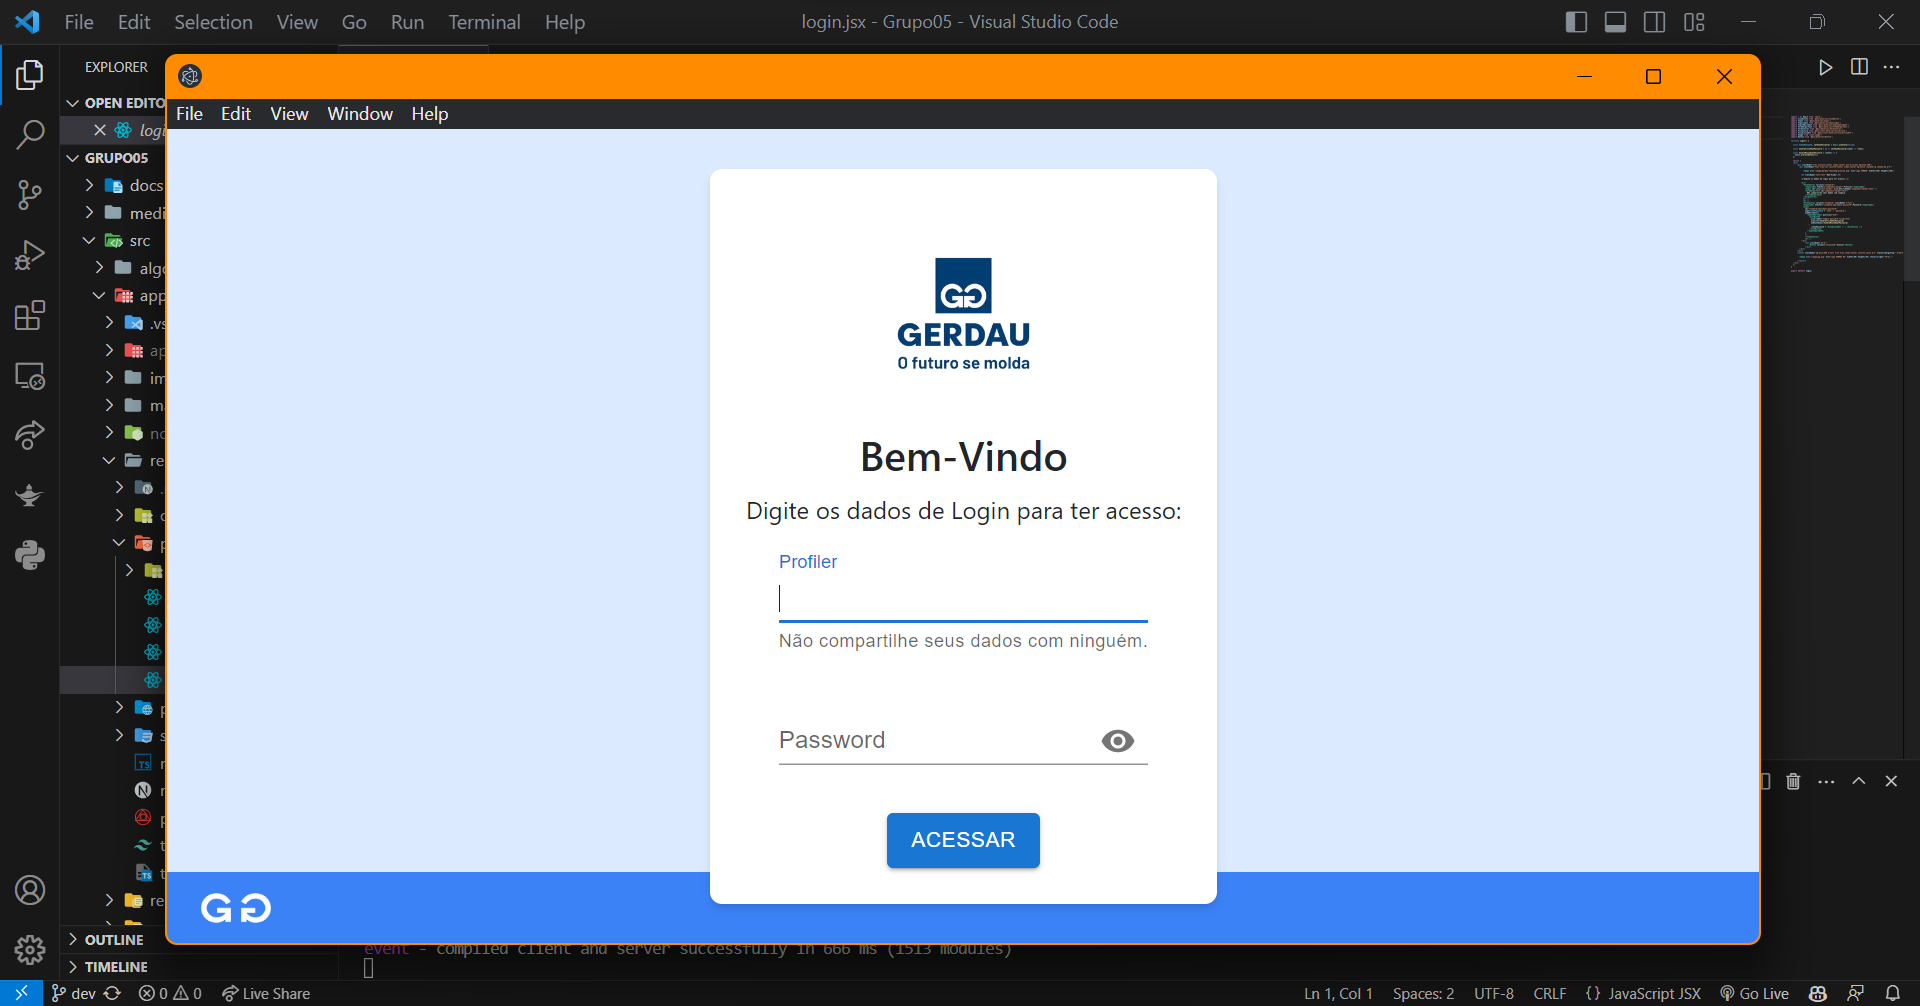 File Edit Selection View Go Run Terminal Help
login.jsx - Grupo05 - Visual Studio Code
EXPLORER
OPEN EDITO
logi
GRUPO05
docs
medi
src
algo
app
.vs
ap
im
ma
no
re
OUTLINE
TIMELINE
File Edit View Window Help
GERDAU
O futuro se molda
Bem-Vindo
Digite os dados de Login para ter acesso:
Profiler
Não compartilhe seus dados com ninguém.
Password
ACESSAR
event - compiled client and server successfully in 666 ms (1513 modules)
dev 0 0 Live Share
Ln 1, Col 1 Spaces: 2 UTF-8 CRLF {} JavaScript JSX Go Live